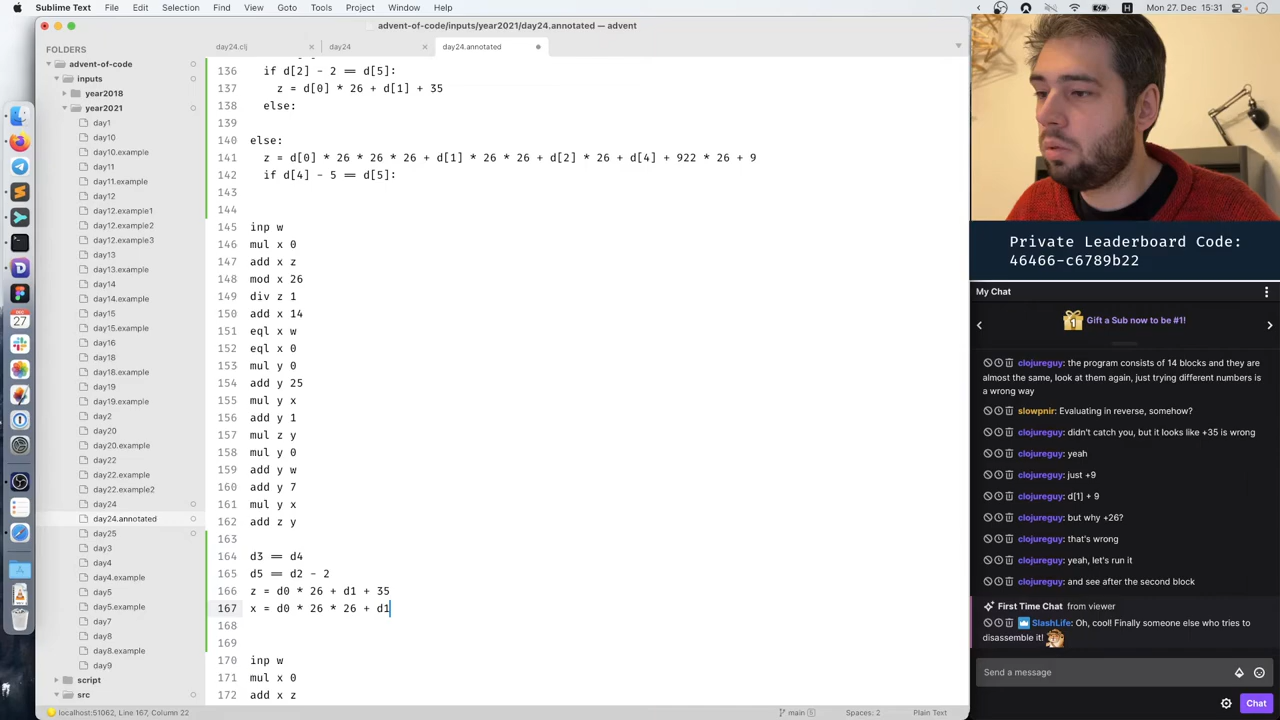 Sublime Text File Edit Selection Find View Goto Tools Project Window Help Mon 27. Dec 15:31
advent-of-code/inputs/year2021/day24.annotated — advent
FOLDERS
advent-of-code
inputs
year2018
year2021
day1
day10
day10.example
day11
day11.example
day12
day12.example1
day12.example2
day12.example3
day13
day13.example
day14
day14.example
day15
day15.example
day16
day18
day18.example
day19
day19.example
day2
day20
day20.example
day22
day22.example
day22.example2
day24
day24.annotated
day25
day3
day4
day4.example
day5
day5.example
day7
day8
day8.example
day9
script
src
day24.clj day24 day24.annotated
136 if d[2] - 2 == d[5]:
137 z = d[0] * 26 + d[1] + 35
138 else:
139
140 else:
141 z = d[0] * 26 * 26 * 26 + d[1] * 26 * 26 + d[2] * 26 + d[4] + 922 * 26 + 9
142 if d[4] - 5 == d[5]:
143
144
145 inp w
146 mul x 0
147 add x z
148 mod x 26
149 div z 1
150 add x 14
151 eql x w
152 eql x 0
153 mul y 0
154 add y 25
155 mul y x
156 add y 1
157 mul z y
158 mul y 0
159 add y w
160 add y 7
161 mul y x
162 add z y
163
164 d3 == d4
165 d5 == d2 - 2
166 z = d0 * 26 + d1 + 35
167 x = d0 * 26 * 26 + d1
168
169
170 inp w
171 mul x 0
172 add x z
localhost:51062, Line 167, Column 22 main 5 Spaces: 2 Plain Text
Private Leaderboard Code:
46466-c6789b22
My Chat
1 Gift a Sub now to be #1!
clojureguy: the program consists of 14 blocks and they are
almost the same, look at them again, just trying different numbers is
a wrong way
slowpnir: Evaluating in reverse, somehow?
clojureguy: didn't catch you, but it looks like +35 is wrong
clojureguy: yeah
clojureguy: just +9
clojureguy: d[1] + 9
clojureguy: but why +26?
clojureguy: that's wrong
clojureguy: yeah, let's run it
clojureguy: and see after the second block
First Time Chat from viewer
SlashLife: Oh, cool! Finally someone else who tries to
disassemble it!
Send a message
Chat